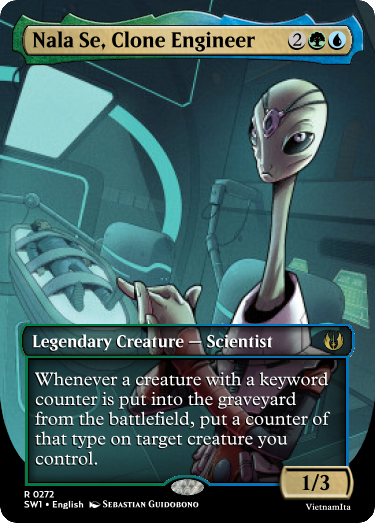 Nala Se, Clone Engineer 2
Legendary Creature — Scientist
Whenever a creature with a keyword
counter is put into the graveyard
from the battlefield, put a counter of
that type on target creature you
control.
1/3
R 0272
SW1 • English Sebastian Guidobono
VietnamIta